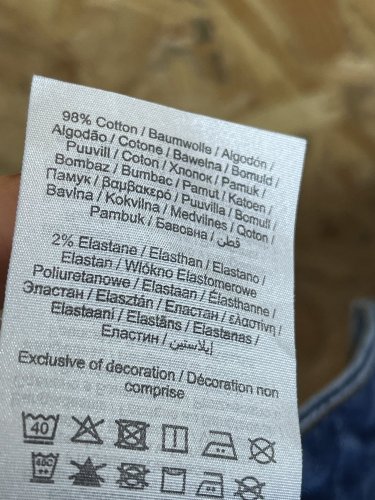 98% Cotton / Baumwolle / Algodón /
Algodão / Cotone / Bawełna / Bomuld /
Puuvill / Coton / Хлопок / Pamuk /
Bombaz / Bumbac / Pamut / Katoen /
Памук / βαμβακερό / Puuvilla / Bomull /
Bavlna / Kokvilna / Medvilnes / Qoton /
Pambuk / Бавовна / قطن
2% Elastane / Elasthan / Elastano /
Elastan / Włókno Elastomerowe
Poliuretanowe / Elastaan / Élasthanne /
Эластан / Elasztán / Еластан / ελαστίνη /
Elastaani / Elastāns / Elastanas /
Еластин / إيلاستين
Exclusive of decoration / Décoration non
comprise
40